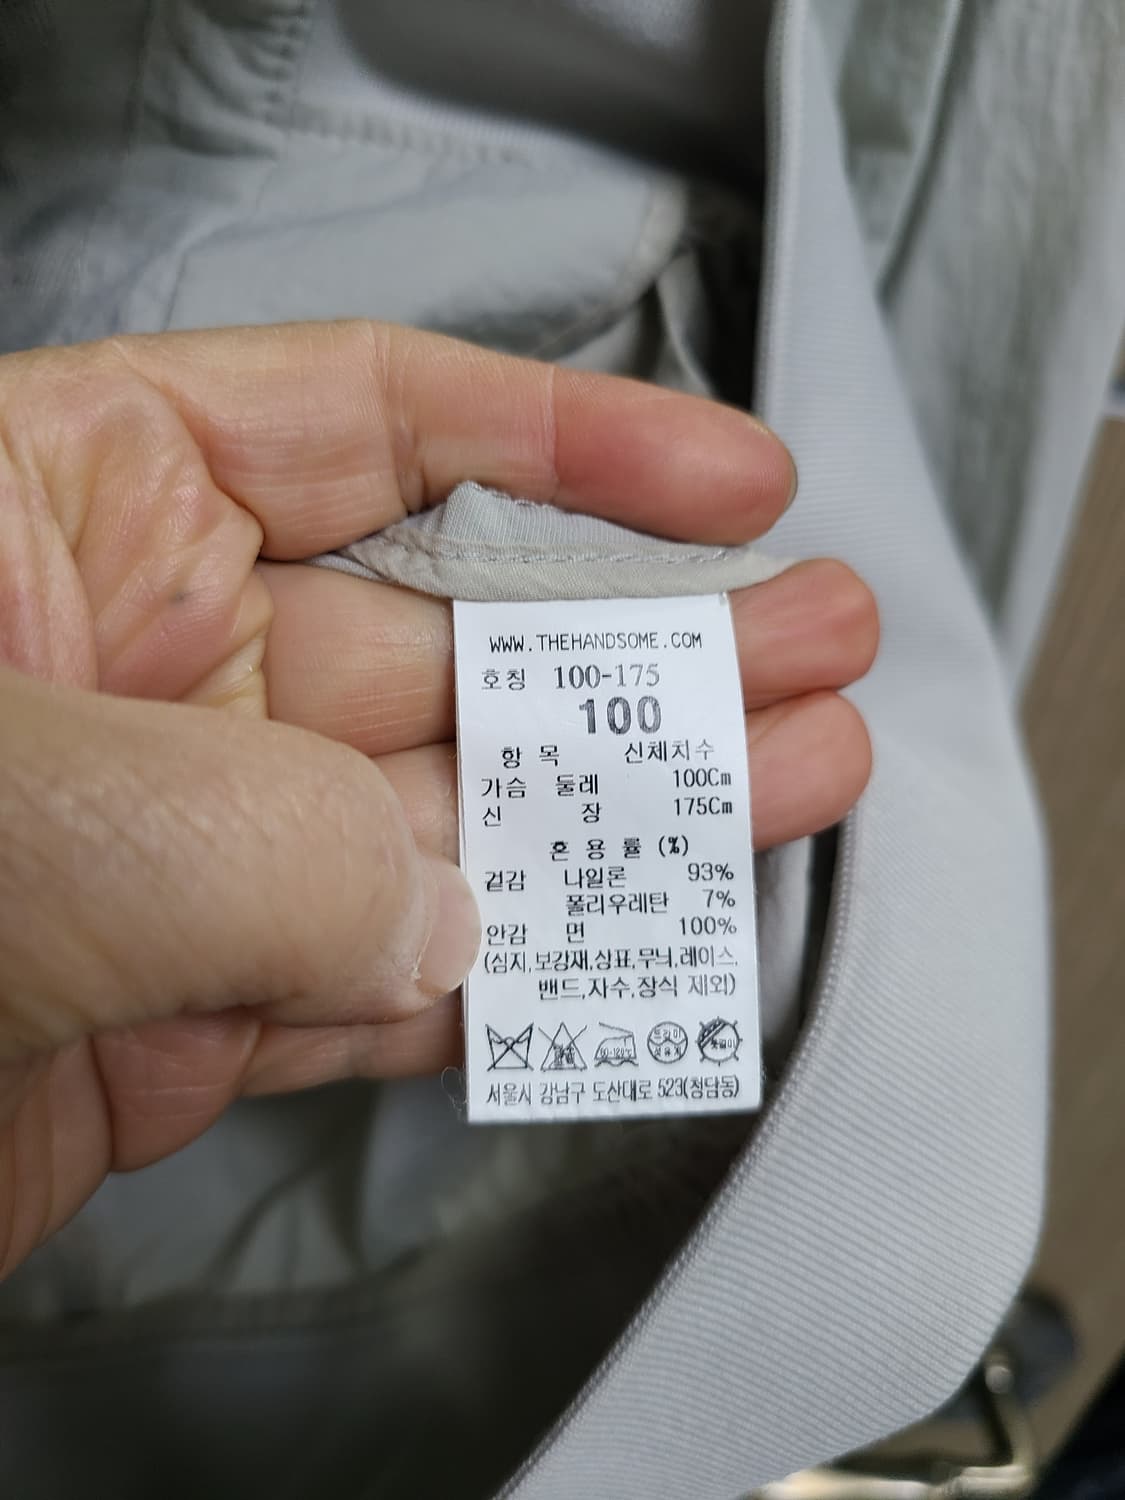 WWW.THEHANDSOME.COM
호칭 100-175
100
항 목 신체치수
가슴 둘레 100Cm
신 장 175Cm
혼 용 률 (%)
겉감 나일론 93%
폴리우레탄 7%
안감 면 100%
(심지,보강재,상표,무늬,레이스,
밴드,자수,장식 제외)
서울시 강남구 도산대로 523(청담동)